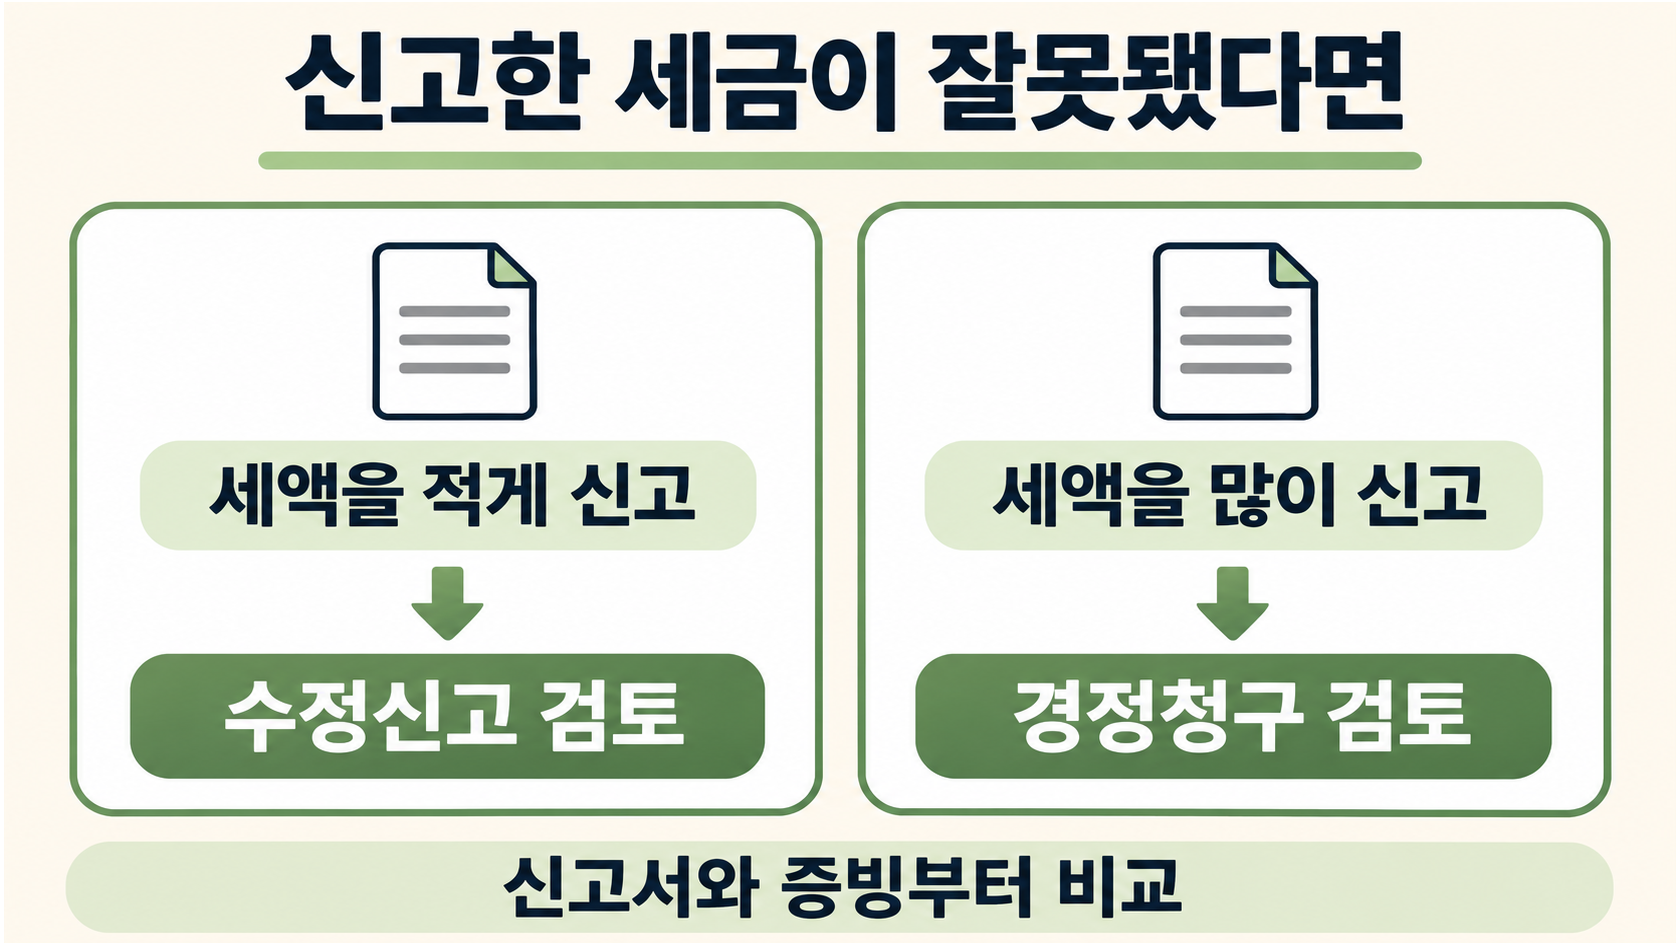 신고한 세금이 잘못됐다면
세액을 적게 신고
수정신고 검토
세액을 많이 신고
경정청구 검토
신고서와 증빙부터 비교